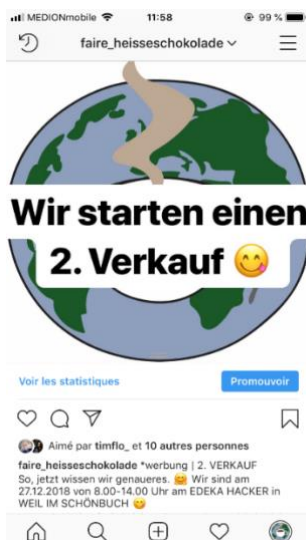 MEDIONmobile 11:58 99 %
faire_heisseschokolade
Wir starten einen
2. Verkauf 😋
Voir les statistiques Promouvoir
Aimé par timflo_ et 10 autres personnes
faire_heisseschokolade *werbung | 2. VERKAUF
So, jetzt wissen wir genaueres. 🤗 Wir sind am
27.12.2018 von 8.00-14.00 Uhr am EDEKA HACKER in
WEIL IM SCHÖNBUCH 😋